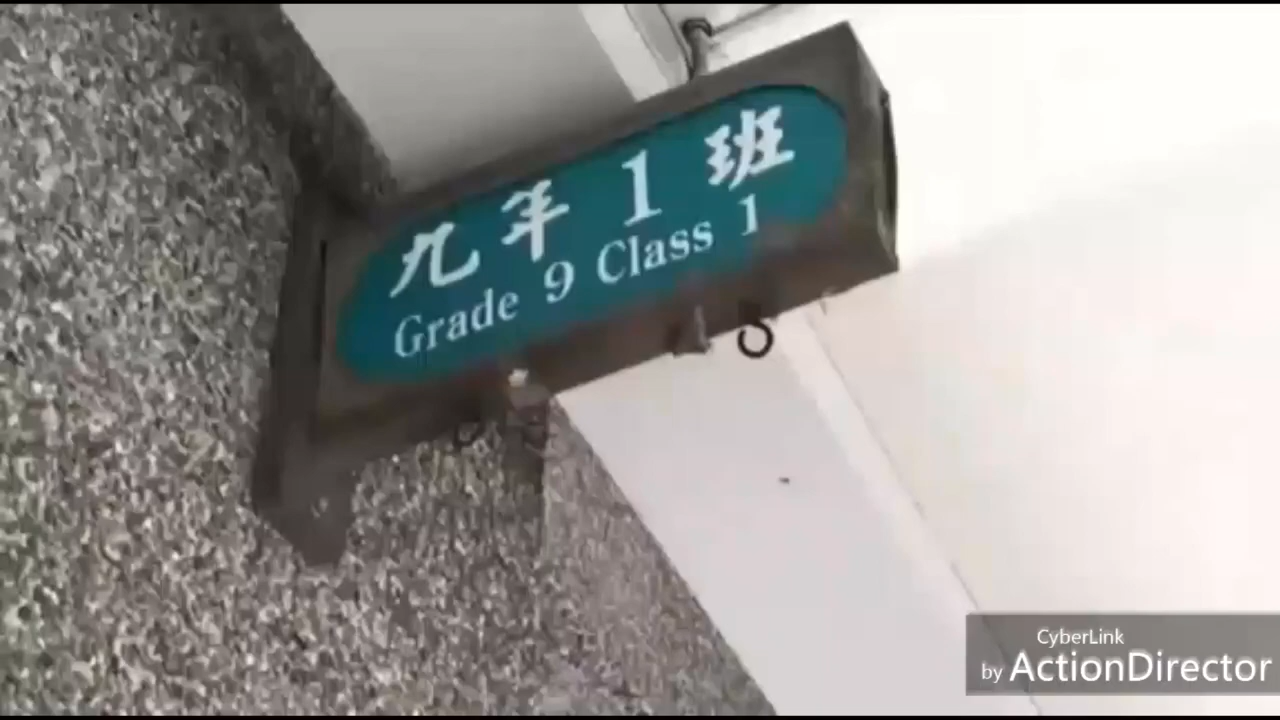 九年1班
Grade 9 Class 1
CyberLink
by ActionDirector